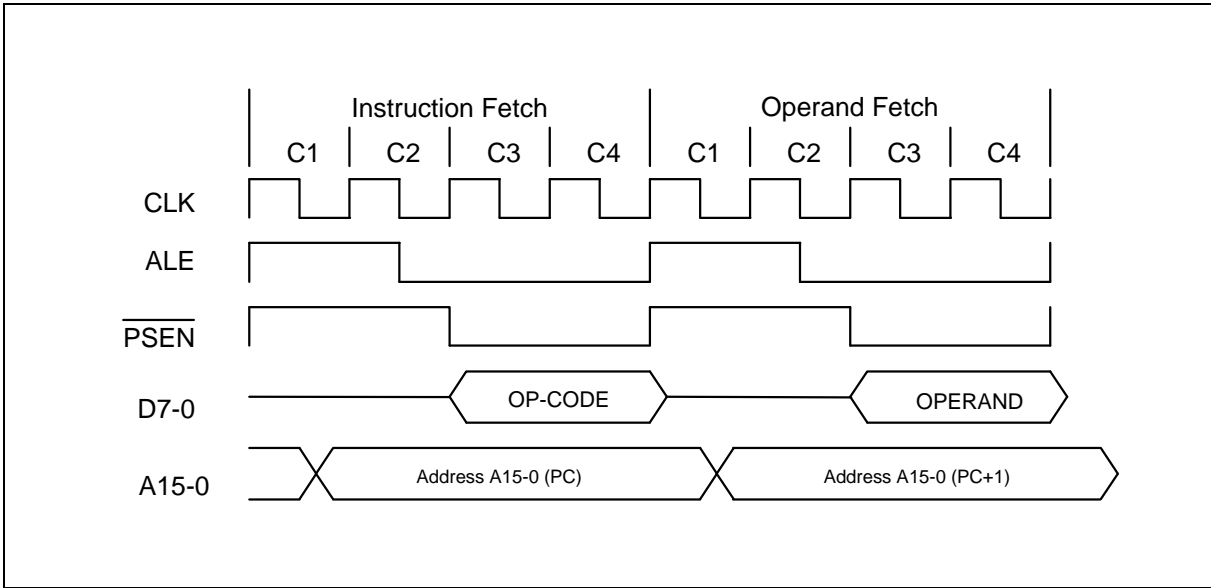 Instruction Fetch Operand Fetch
C1 C2 C3 C4 C1 C2 C3 C4
CLK
ALE
PSEN
D7-0 OP-CODE OPERAND
A15-0 Address A15-0 (PC) Address A15-0 (PC+1)